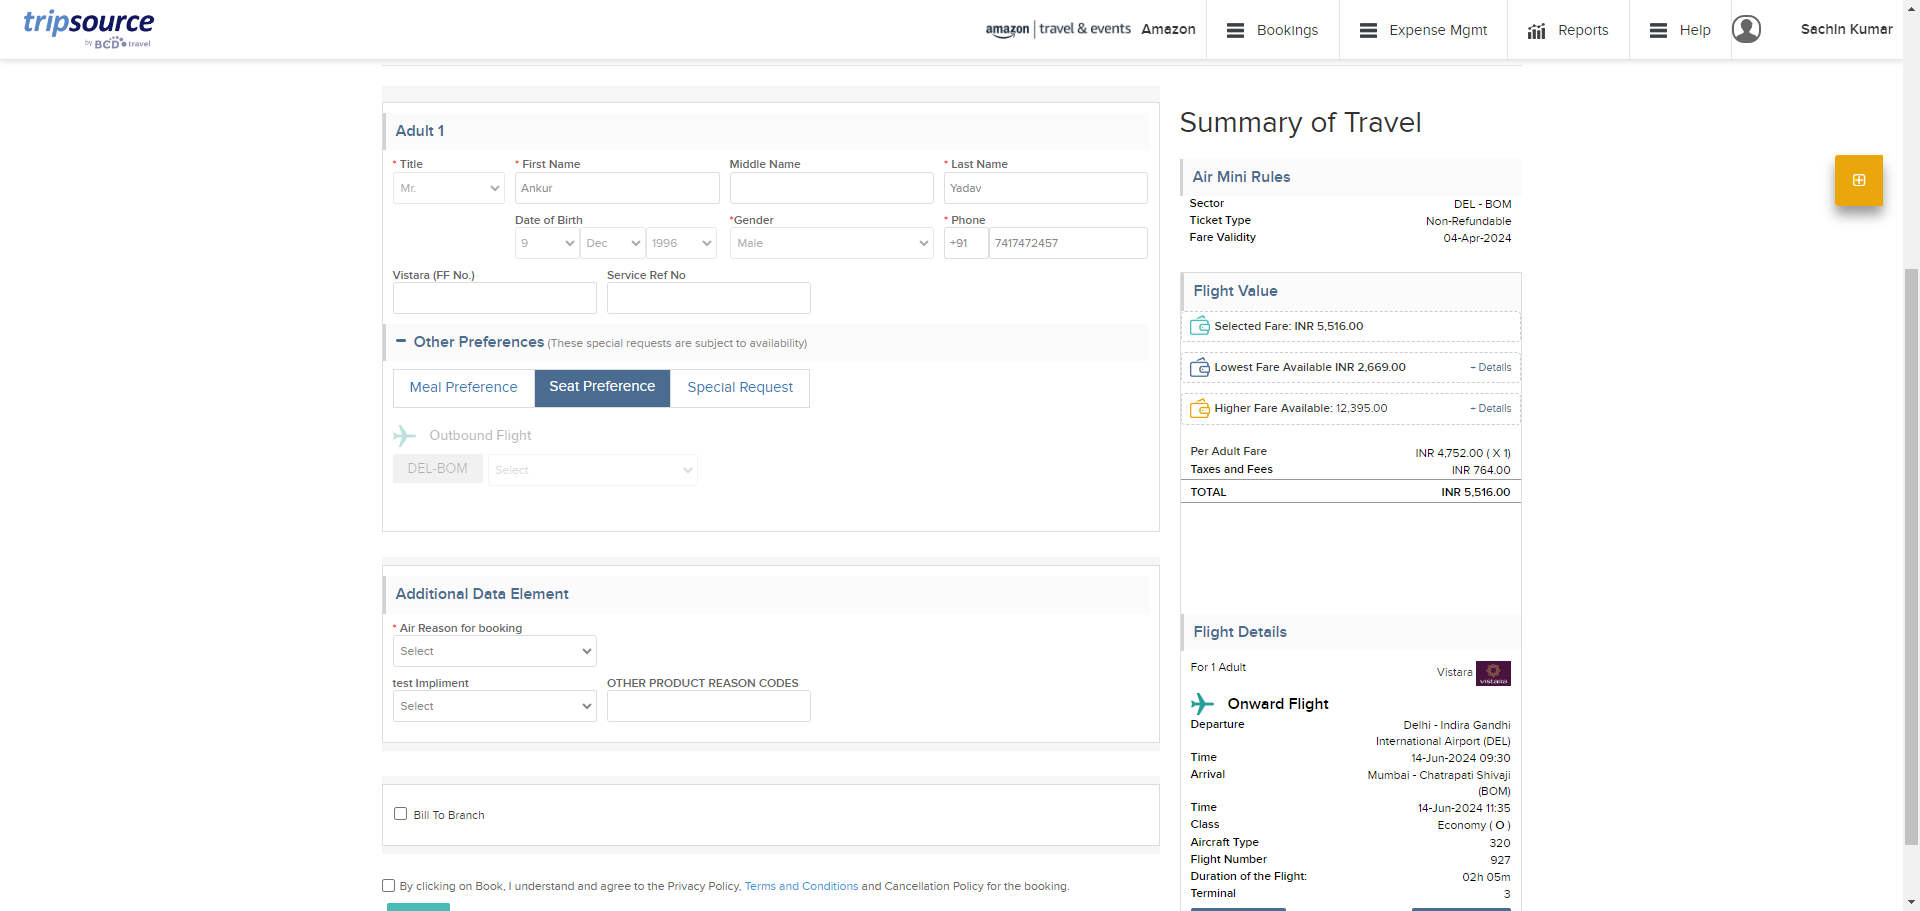 tripsource
by BCD travel
amazon travel & events Amazon
Bookings
Expense Mgmt
Reports
Help
Sachin Kumar
Adult 1
* Title
* First Name
Middle Name
* Last Name
Mr.
Ankur
Yadav
Date of Birth
*Gender
* Phone
9
Dec
1996
Male
+91
7417472457
Vistara (FF No.)
Service Ref No
Other Preferences (These special requests are subject to availability)
Meal Preference
Seat Preference
Special Request
Outbound Flight
DEL-BOM
Select
Additional Data Element
* Air Reason for booking
Select
test Impliment
OTHER PRODUCT REASON CODES
Select
Bill To Branch
By clicking on Book, I understand and agree to the Privacy Policy, Terms and Conditions and Cancellation Policy for the booking.
Summary of Travel
Air Mini Rules
Sector DEL - BOM
Ticket Type Non-Refundable
Fare Validity 04-Apr-2024
Flight Value
Selected Fare: INR 5,516.00
Lowest Fare Available INR 2,669.00 + Details
Higher Fare Available: 12,395.00 + Details
Per Adult Fare INR 4,752.00 ( X 1)
Taxes and Fees INR 764.00
TOTAL INR 5,516.00
Flight Details
For 1 Adult Vistara VISTARA
Onward Flight
Departure Delhi - Indira Gandhi
International Airport (DEL)
Time 14-Jun-2024 09:30
Arrival Mumbai - Chatrapati Shivaji
(BOM)
Time 14-Jun-2024 11:35
Class Economy ( O )
Aircraft Type 320
Flight Number 927
Duration of the Flight: 02h 05m
Terminal 3